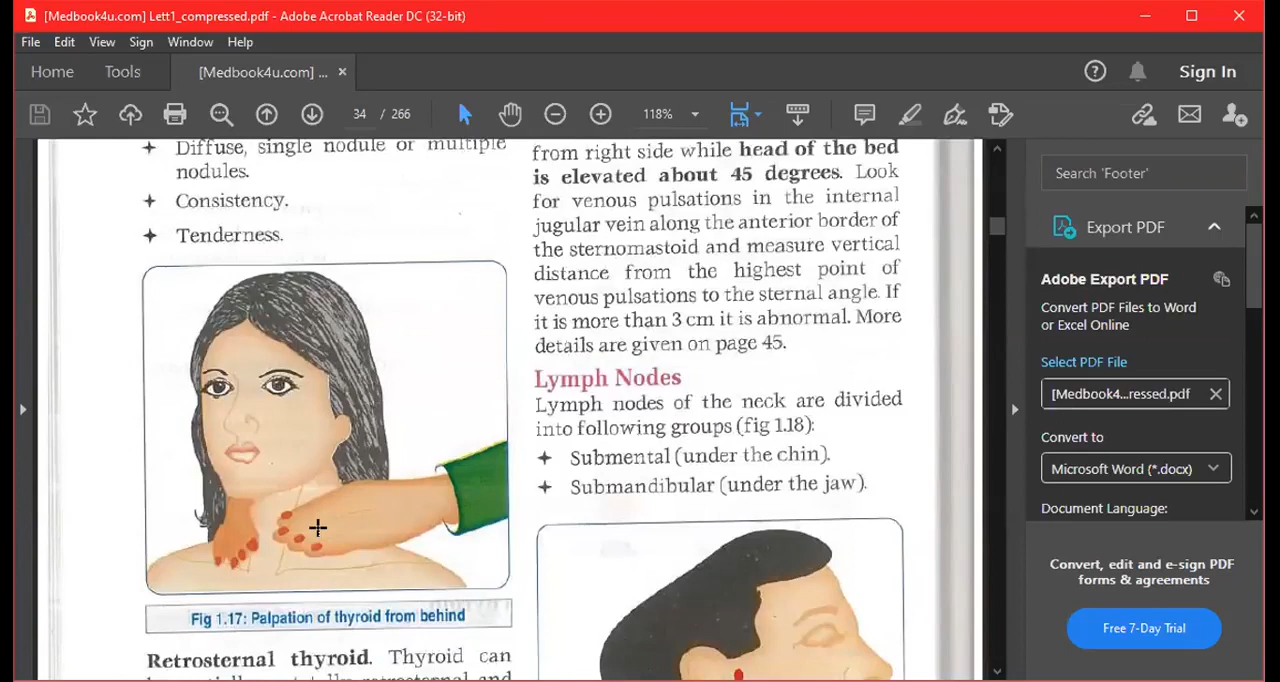 [Medbook4u.com] Lett1_compressed.pdf - Adobe Acrobat Reader DC (32-bit)
File Edit View Sign Window Help
Home Tools [Medbook4u.com] ... × Sign In
34 / 266 118%
Diffuse, single nodule or multiple
nodules.
Consistency.
Tenderness.
Fig 1.17: Palpation of thyroid from behind
Retrosternal thyroid. Thyroid can
from right side while head of the bed
is elevated about 45 degrees. Look
for venous pulsations in the internal
jugular vein along the anterior border of
the sternomastoid and measure vertical
distance from the highest point of
venous pulsations to the sternal angle. If
it is more than 3 cm it is abnormal. More
details are given on page 45.
Lymph Nodes
Lymph nodes of the neck are divided
into following groups (fig 1.18):
Submental (under the chin).
Submandibular (under the jaw).
Search 'Footer'
Export PDF
Adobe Export PDF
Convert PDF Files to Word
or Excel Online
Select PDF File
[Medbook4...ressed.pdf ×
Convert to
Microsoft Word (*.docx)
Document Language:
Convert, edit and e-sign PDF
forms & agreements
Free 7-Day Trial